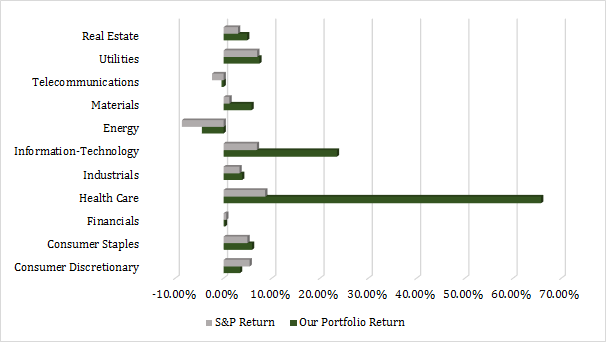 Real Estate
Utilities
Telecommunications
Materials
Energy
Information-Technology
Industrials
Health Care
Financials
Consumer Staples
Consumer Discretionary
-10.00% 0.00% 10.00% 20.00% 30.00% 40.00% 50.00% 60.00% 70.00%
S&P Return Our Portfolio Return